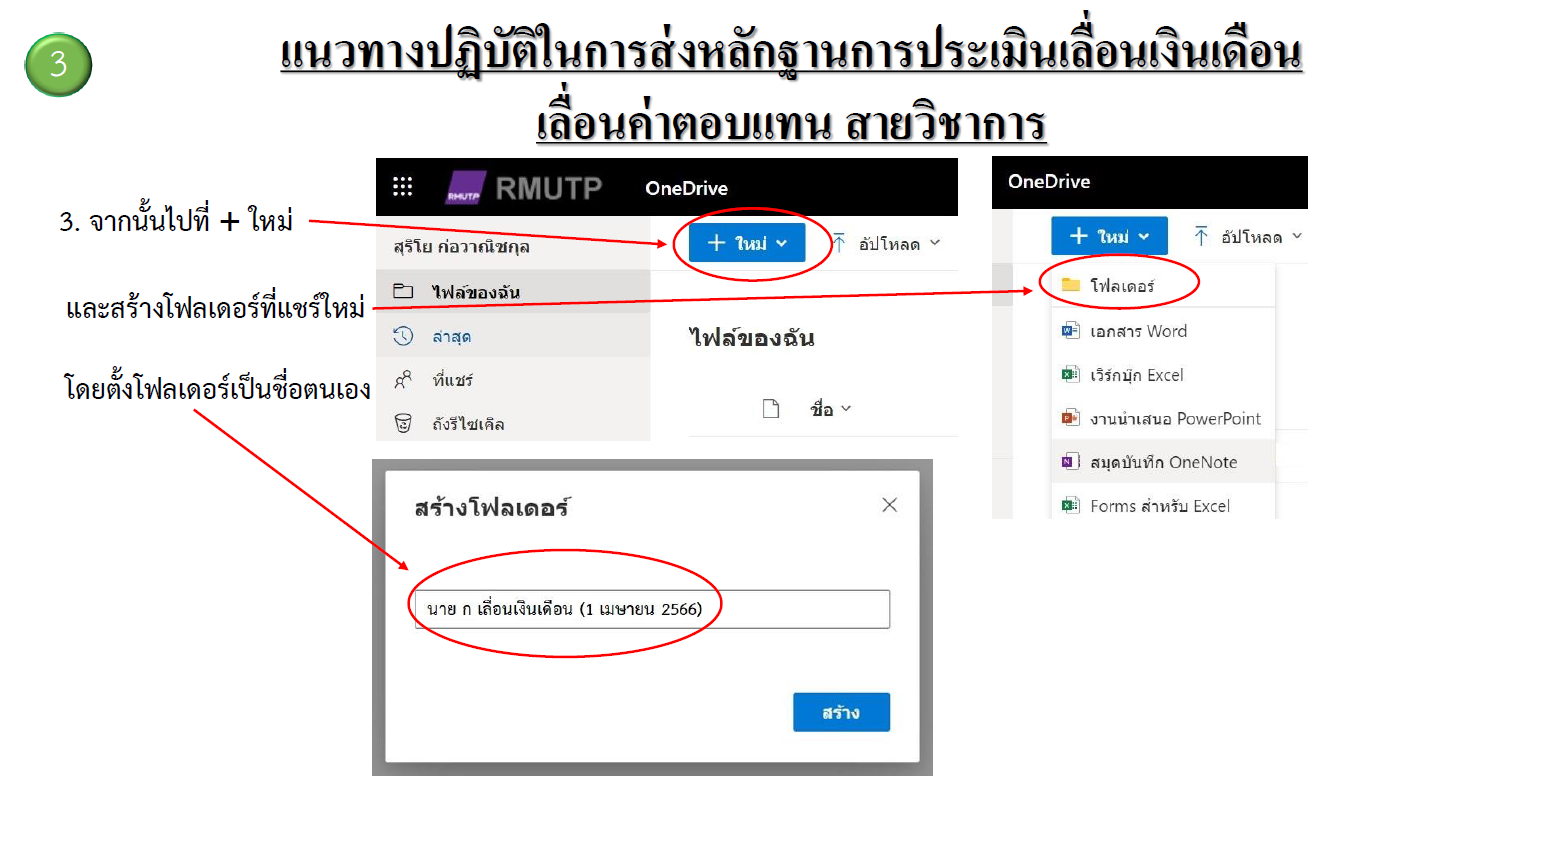 3
แนวทางปฏิบัติในการส่งหลักฐานการประเมินเลื่อนเงินเดือน
เลื่อนค่าตอบแทน สายวิชาการ
3. จากนั้นไปที่ + ใหม่
และสร้างโฟลเดอร์ที่แชร์ใหม่
โดยตั้งโฟลเดอร์เป็นชื่อตนเอง
RMUTP RMUTP OneDrive
สุริโย ก่อวาณิชกุล
+ ใหม่ อัปโหลด
ไฟล์ของฉัน
ล่าสุด
ที่แชร์
ถังรีไซเคิล
ไฟล์ของฉัน
ชื่อ
OneDrive
+ ใหม่ อัปโหลด
โฟลเดอร์
เอกสาร Word
เวิร์กบุ๊ก Excel
งานนำเสนอ PowerPoint
สมุดบันทึก OneNote
Forms สำหรับ Excel
สร้างโฟลเดอร์
นาย ก เลื่อนเงินเดือน (1 เมษายน 2566)
สร้าง